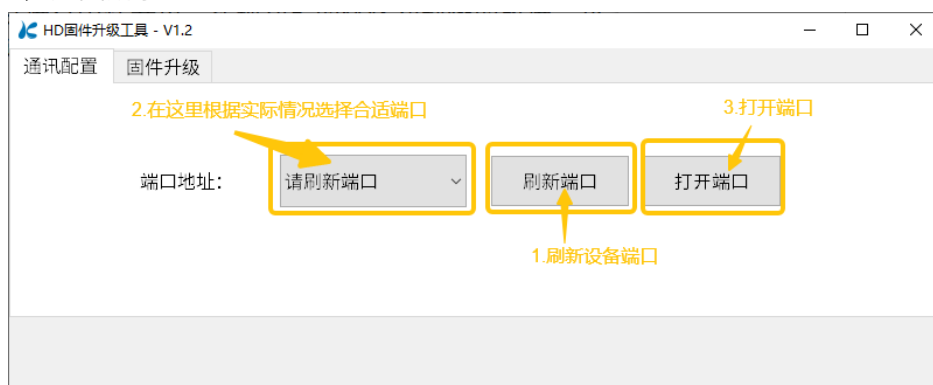 HD固件升级工具 - V1.2
通讯配置 固件升级
2.在这里根据实际情况选择合适端口 3.打开端口
端口地址: 请刷新端口 刷新端口 打开端口
1.刷新设备端口